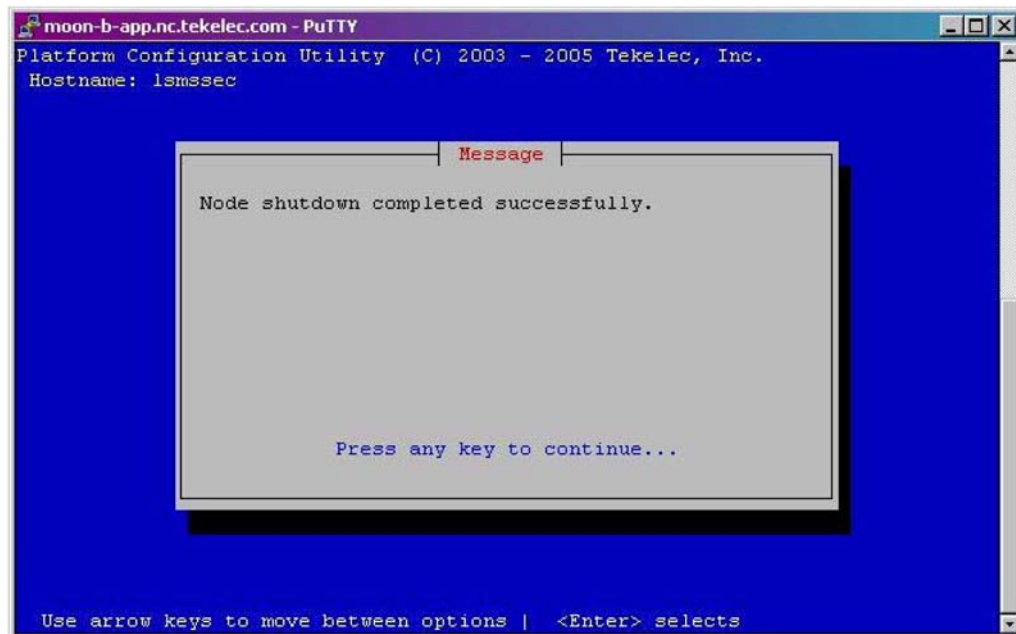 moon-b-app.nc.tekelec.com - PuTTY
Platform Configuration Utility (C) 2003 - 2005 Tekelec, Inc.
Hostname: lsmssec
Message
Node shutdown completed successfully.
Press any key to continue...
Use arrow keys to move between options | <Enter> selects